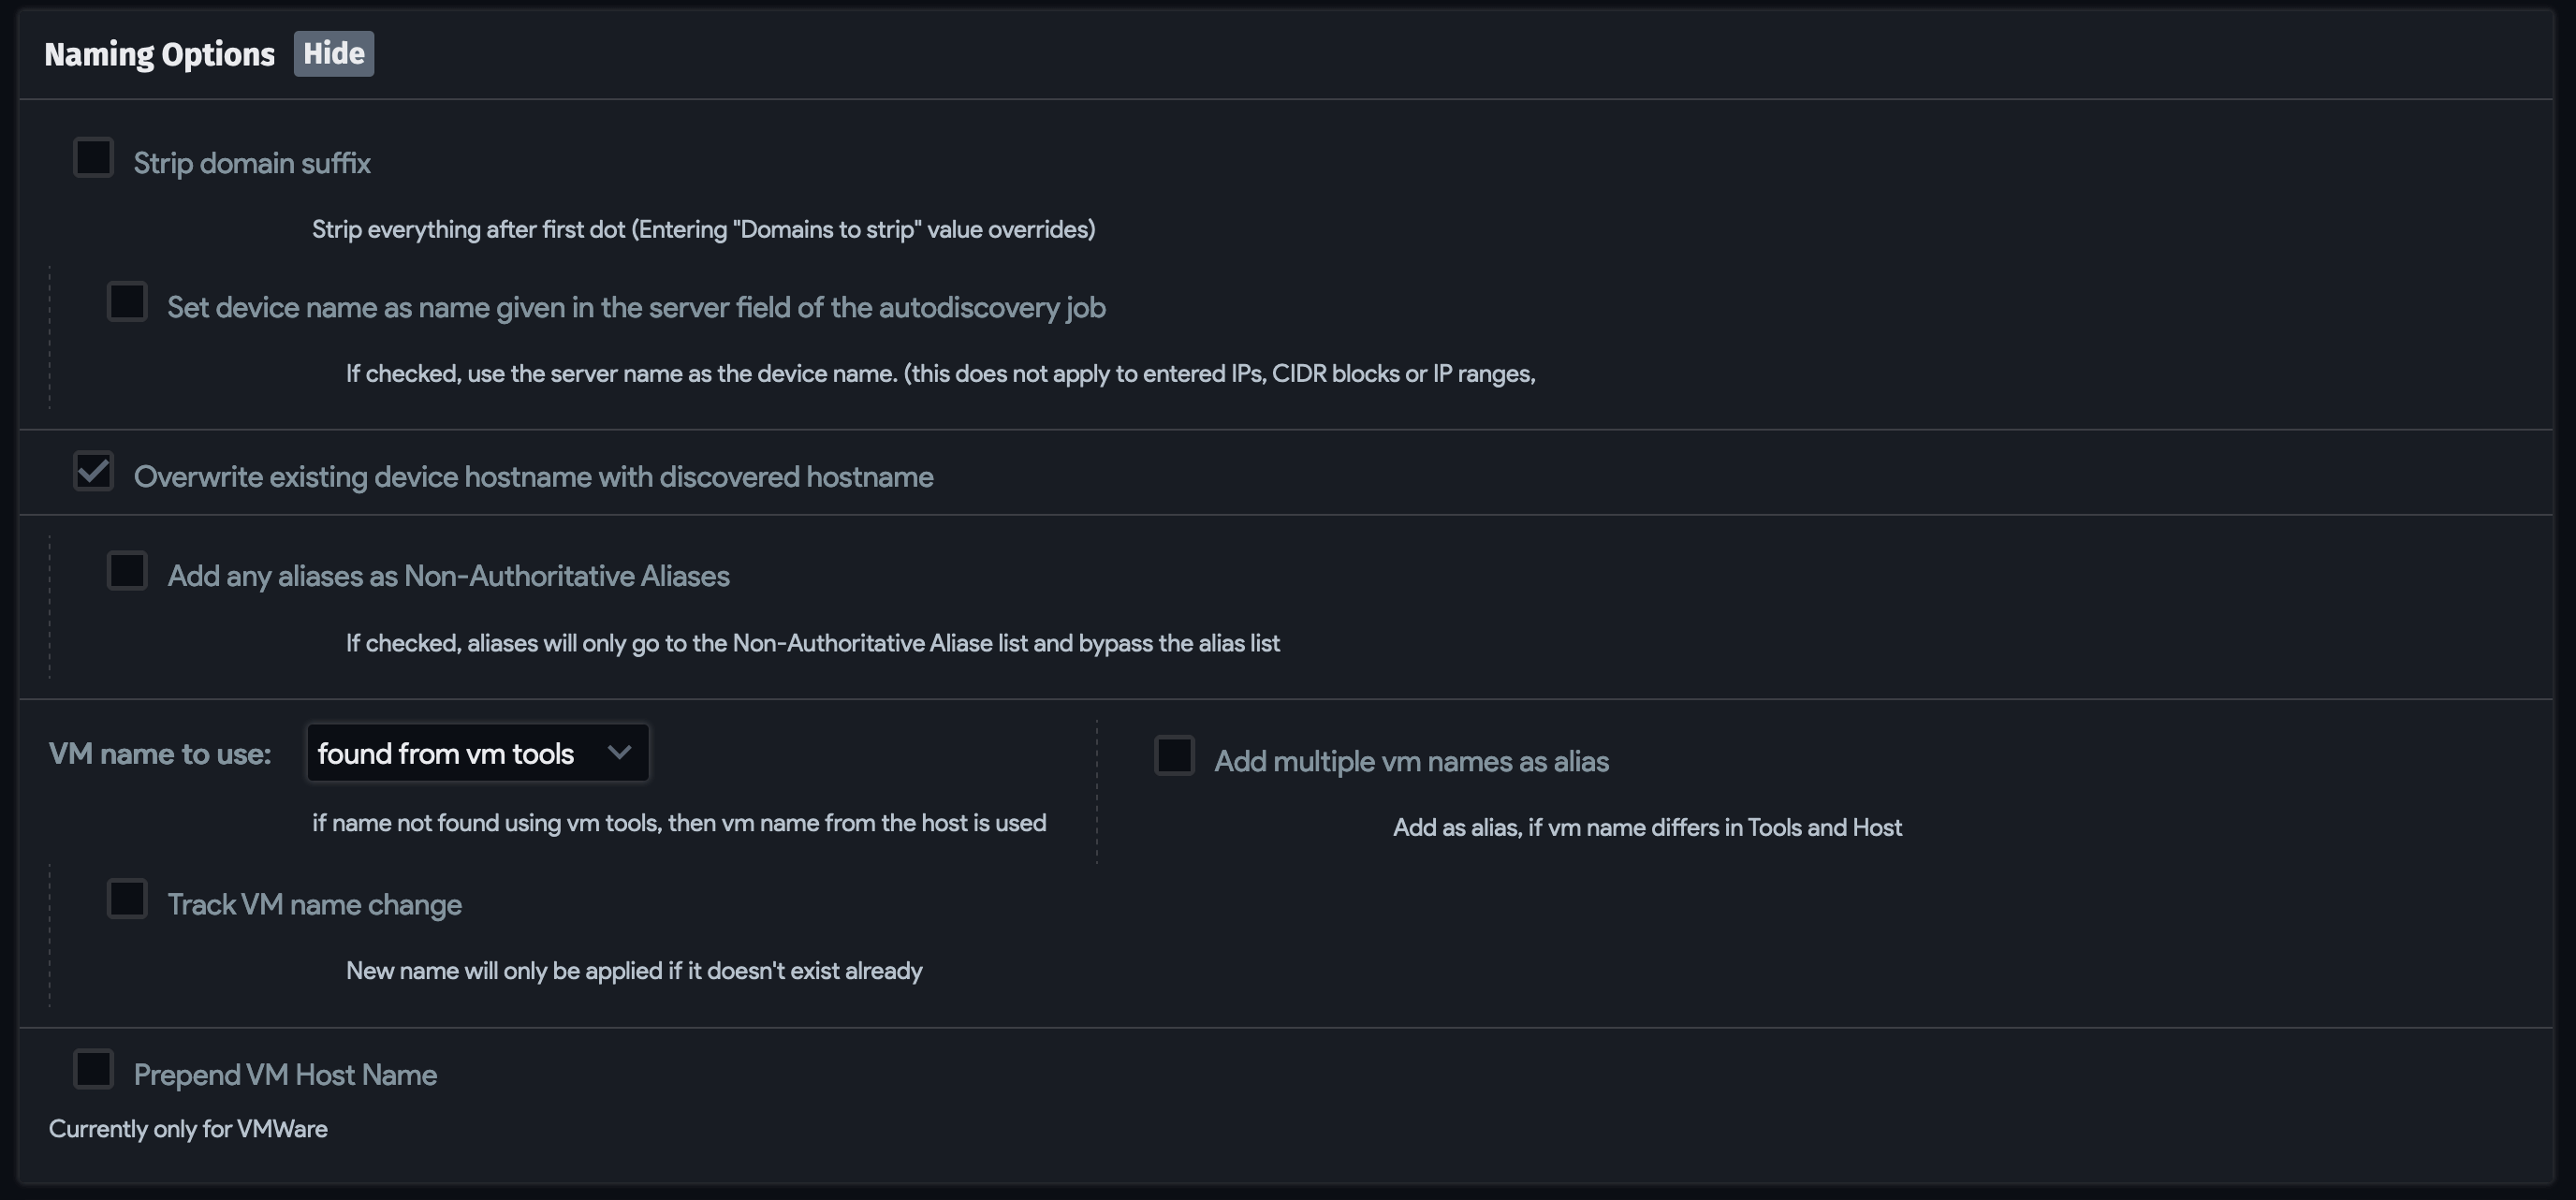 Naming Options Hide
Strip domain suffix
Strip everything after first dot (Entering "Domains to strip" value overrides)
Set device name as name given in the server field of the autodiscovery job
If checked, use the server name as the device name. (this does not apply to entered IPs, CIDR blocks or IP ranges,
Overwrite existing device hostname with discovered hostname
Add any aliases as Non-Authoritative Aliases
If checked, aliases will only go to the Non-Authoritative Aliase list and bypass the alias list
VM name to use: found from vm tools
if name not found using vm tools, then vm name from the host is used
Add multiple vm names as alias
Add as alias, if vm name differs in Tools and Host
Track VM name change
New name will only be applied if it doesn't exist already
Prepend VM Host Name
Currently only for VMWare